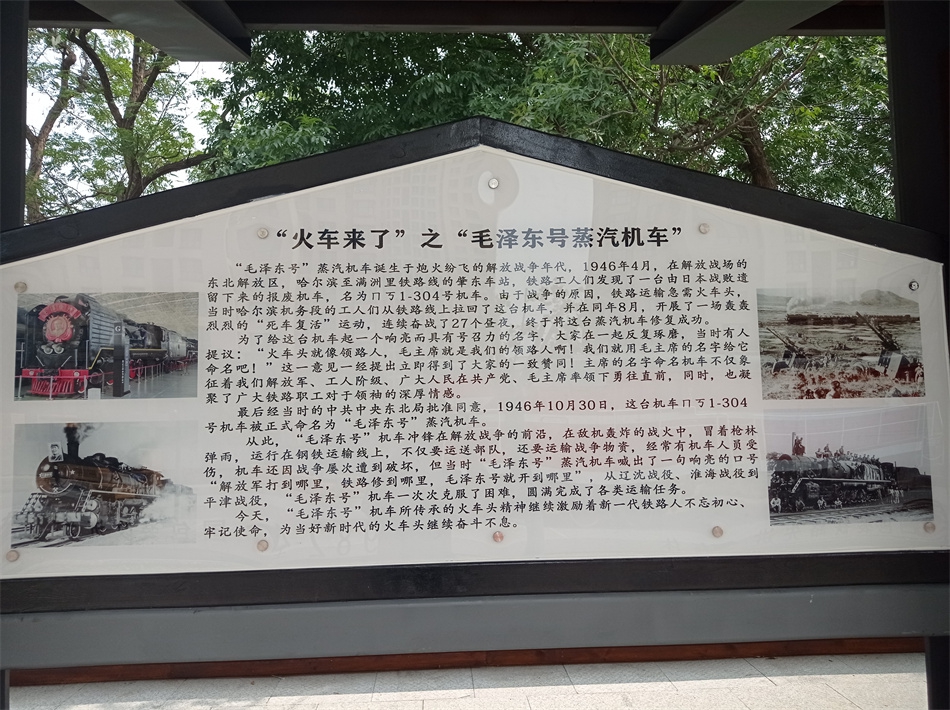 “火车来了”之“毛泽东号蒸汽机车”
“毛泽东号”蒸汽机车诞生于炮火纷飞的解放战争年代，1946年4月，在解放战场的
东北解放区，哈尔滨至满洲里铁路线的肇东车站，铁路工人们发现了一台由日本战败遗
留下来的报废机车，名为ㄇㄎ1-304号机车。由于战争的原因，铁路运输急需火车头，
当时哈尔滨机务段的工人们从铁路线上拉回了这台机车，并在同年8月，开展了一场轰轰
烈烈的“死车复活”运动，连续奋战了27个昼夜，终于将这台蒸汽机车修复成功。
为了给这台机车起一个响亮而具有号召力的名字，大家在一起反复琢磨，当时有人
提议：“火车头就像领路人，毛主席就是我们的领路人啊！我们就用毛主席的名字给它
命名吧！”这一意见一经提出立即得到了大家的一致赞同！主席的名字命名机车不仅象
征着我们解放军、工人阶级、广大人民在共产党、毛主席率领下勇往直前，同时，也凝
聚了广大铁路职工对于领袖的深厚情感。
最后经当时的中共中央东北局批准同意，1946年10月30日，这台机车ㄇㄎ1-304
号机车被正式命名为“毛泽东号”蒸汽机车。
从此，“毛泽东号”机车冲锋在解放战争的前沿，在敌机轰炸的战火中，冒着枪林
弹雨，运行在钢铁运输线上，不仅要运送部队，还要运输战争物资，经常有机车人员受
伤，机车还因战争屡次遭到破坏，但当时“毛泽东号”蒸汽机车喊出了一句响亮的口号
“解放军打到哪里，铁路修到哪里，毛泽东号就开到哪里”，从辽沈战役、淮海战役到
平津战役，“毛泽东号”机车一次次克服了困难，圆满完成了各类运输任务。
今天，“毛泽东号”机车所传承的火车头精神继续激励着新一代铁路人不忘初心、
牢记使命，为当好新时代的火车头继续奋斗不息。